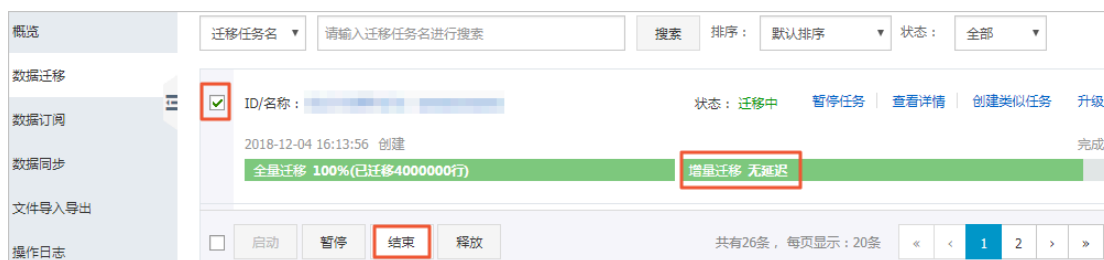 概览
数据迁移
数据订阅
数据同步
文件导入导出
操作日志
迁移任务名 ▼ 请输入迁移任务名进行搜索 搜索 排序： 默认排序 ▼ 状态： 全部 ▼
ID/名称： 状态：迁移中 暂停任务 查看详情 创建类似任务 升级
2018-12-04 16:13:56 创建 完成
全量迁移 100%(已迁移4000000行) 增量迁移 无延迟
启动 暂停 结束 释放 共有26条，每页显示：20条 « ‹ 1 2 › »